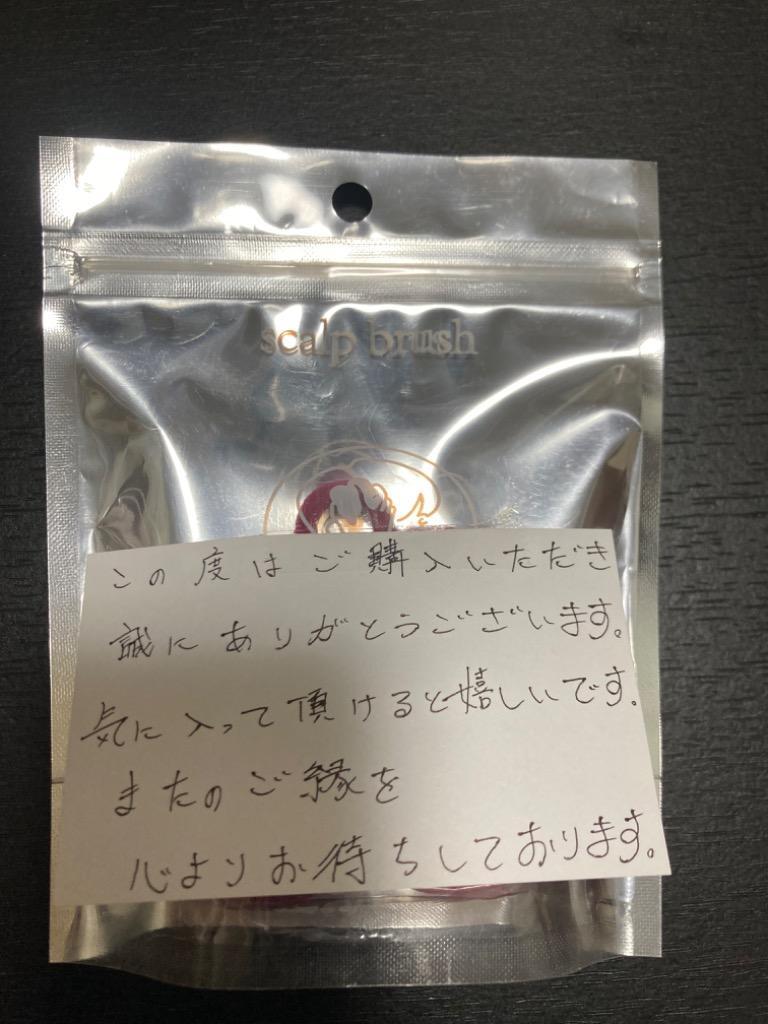 scalp brush
この度はご購入いただき
誠にありがとうございます。
気に入って頂けると嬉しいです。
またのご縁を
心よりお待ちしております。